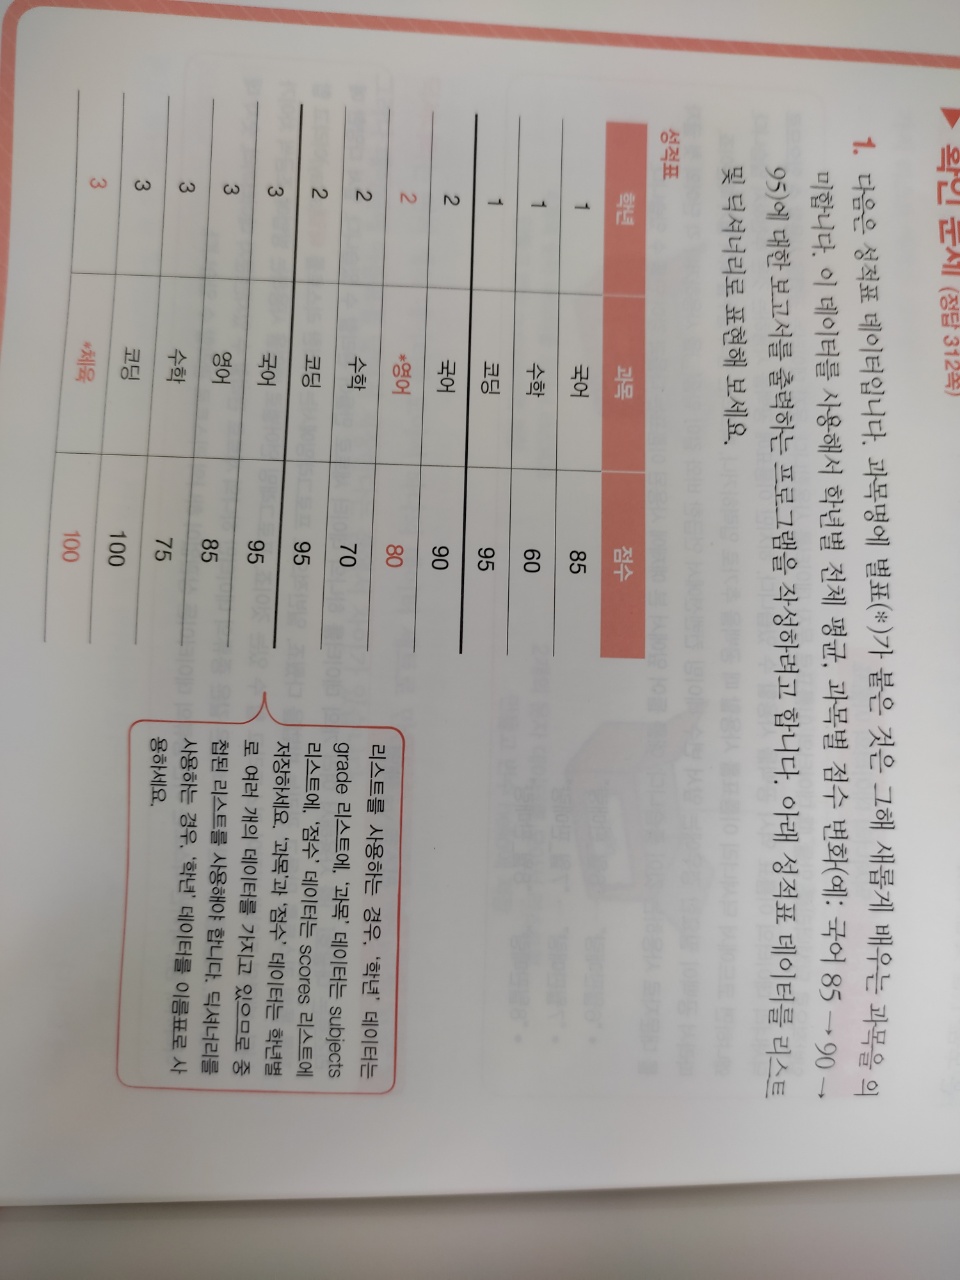 ▶ 확인 문제 (정답 312쪽)
1. 다음은 성적표 데이터입니다. 과목명에 별표(*)가 붙은 것은 그해 새롭게 배우는 과목을 의
미합니다. 이 데이터를 사용해서 학년별 전체 평균, 과목별 점수 변화(예: 국어 85 → 90 →
95)에 대한 보고서를 출력하는 프로그램을 작성하려고 합니다. 아래 성적표 데이터를 리스트
및 딕셔너리로 표현해 보세요.
성적표
학년 과목 점수
1 국어 85
1 수학 60
1 코딩 95
2 국어 90
2 *영어 80
2 수학 70
2 코딩 95
3 국어 95
3 영어 85
3 수학 75
3 코딩 100
3 *체육 100
리스트를 사용하는 경우, '학년' 데이터는
grade 리스트에, '과목' 데이터는 subjects
리스트에, '점수' 데이터는 scores 리스트에
저장하세요. '과목'과 '점수' 데이터는 학년별
로 여러 개의 데이터를 가지고 있으므로 중
첩된 리스트를 사용해야 합니다. 딕셔너리를
사용하는 경우, '학년' 데이터를 이름표로 사
용하세요.